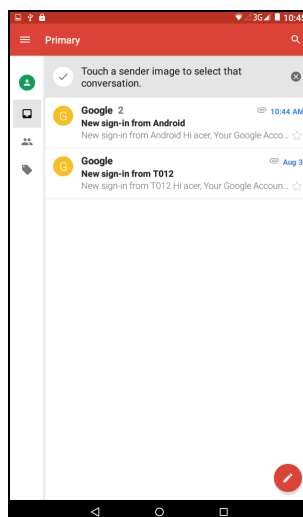 3G 10:45
Primary
Touch a sender image to select that
conversation.
G
Google 2
10:44 AM
New sign-in from Android
New sign-in from Android Hi acer, Your Google Acco...
G
Google
Aug 3
New sign-in from T012
New sign-in from T012 Hi acer, Your Google Accoun...